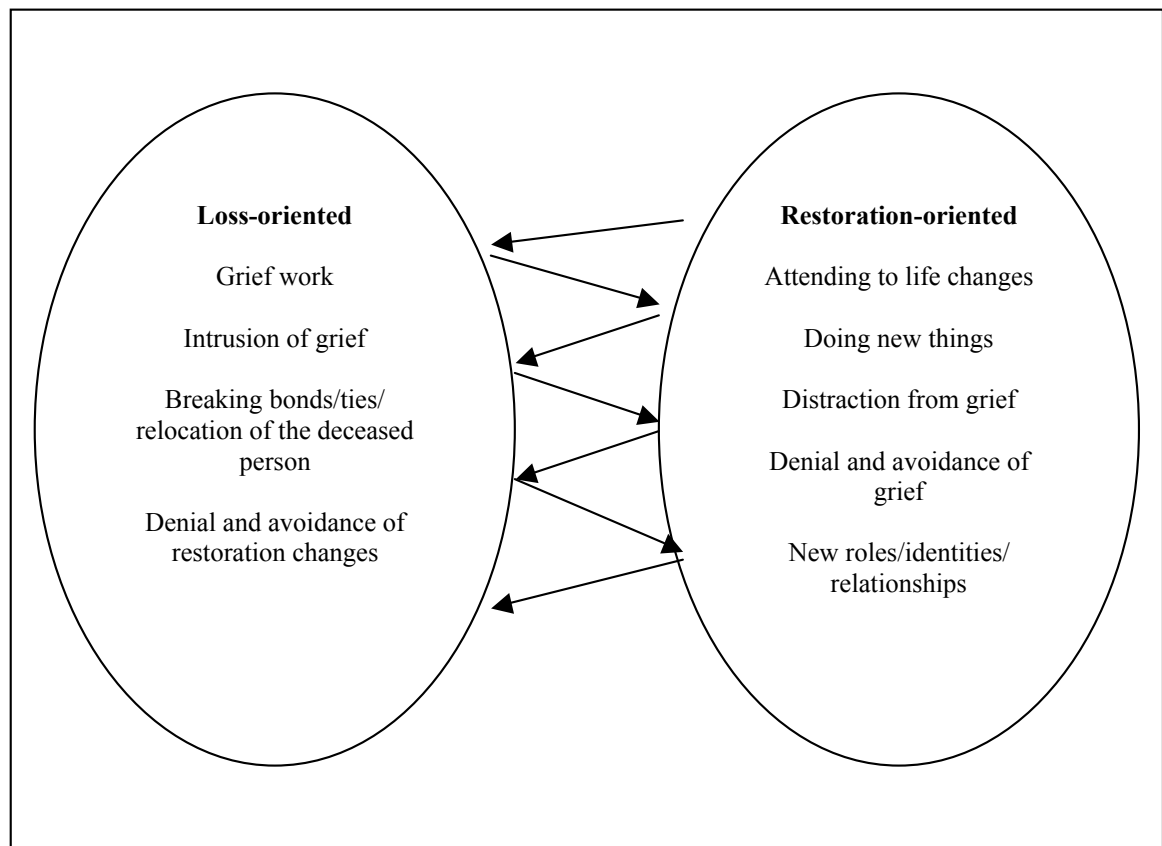 Loss-oriented
Grief work
Intrusion of grief
Breaking bonds/ties/
relocation of the deceased
person
Denial and avoidance of
restoration changes
Restoration-oriented
Attending to life changes
Doing new things
Distraction from grief
Denial and avoidance of
grief
New roles/identities/
relationships